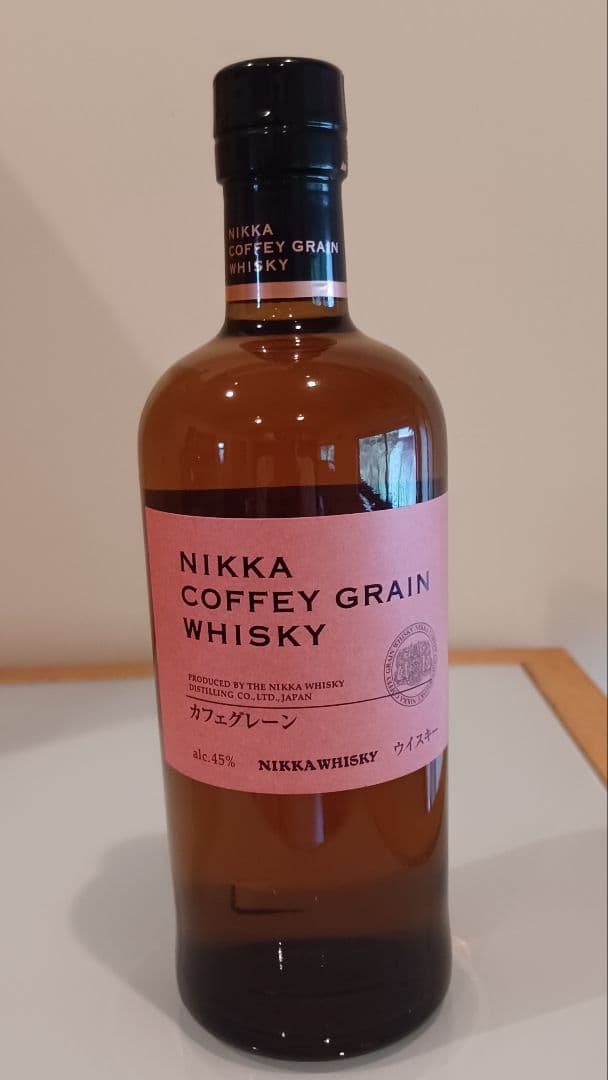 NIKKA
COFFEY GRAIN
WHISKY
NIKKA
COFFEY GRAIN
WHISKY
PRODUCED BY THE NIKKA WHISKY
DISTILLING CO.,LTD.,JAPAN
カフェグレーン
alc.45%
NIKKA WHISKY
ウイスキー